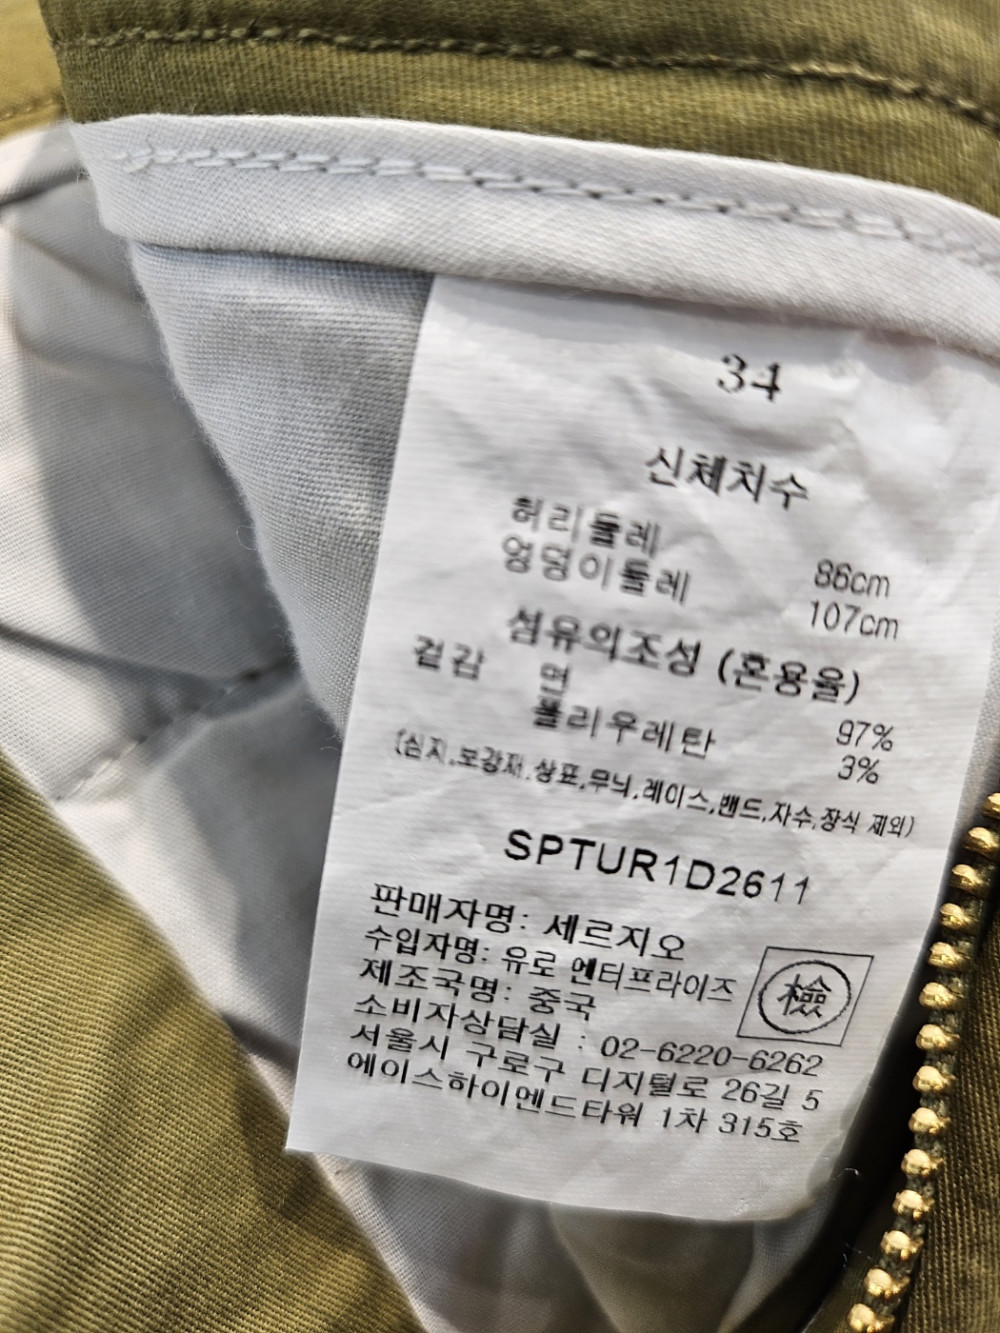 34
신체치수
허리둘레 86cm
엉덩이둘레 107cm
섬유의조성 (혼용율)
겉감 면 97%
폴리우레탄 3%
(심지,보강재,상표,무늬,레이스,밴드,자수,장식 제외)
SPTUR1D2611
판매자명: 세르지오
수입자명: 유로 엔터프라이즈
제조국명: 중국
檢
소비자상담실 : 02-6220-6262
서울시 구로구 디지털로 26길 5
에이스하이엔드타워 1차 315호